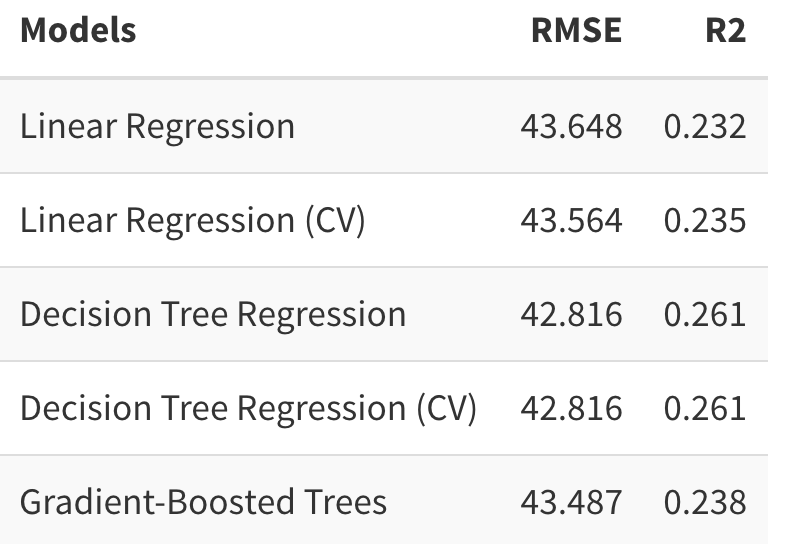 Models RMSE R2
Linear Regression 43.648 0.232
Linear Regression (CV) 43.564 0.235
Decision Tree Regression 42.816 0.261
Decision Tree Regression (CV) 42.816 0.261
Gradient-Boosted Trees 43.487 0.238